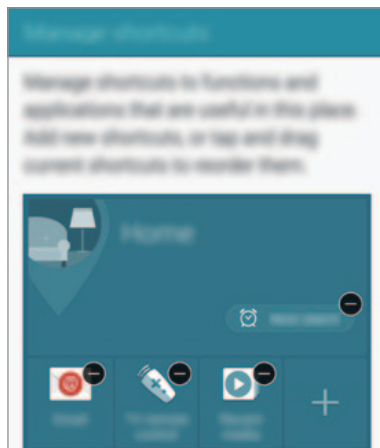 Manage shortcuts
Manage shortcuts to functions and
applications that are useful in this place.
Add new shortcuts, or tap and drag
current shortcuts to reorder them.
Home
Email